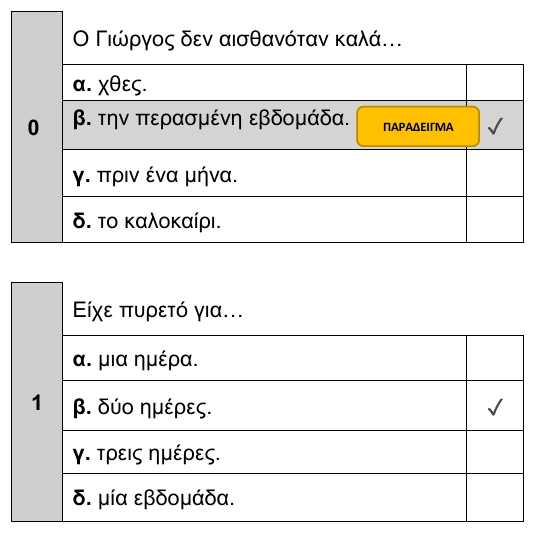 Ο Γιώργος δεν αισθανόταν καλά…
α. χθες.
0
β. την περασμένη εβδομάδα. ΠΑΡΑΔΕΙΓΜΑ ✓
γ. πριν ένα μήνα.
δ. το καλοκαίρι.
Είχε πυρετό για…
α. μια ημέρα.
1
β. δύο ημέρες. ✓
γ. τρεις ημέρες.
δ. μία εβδομάδα.